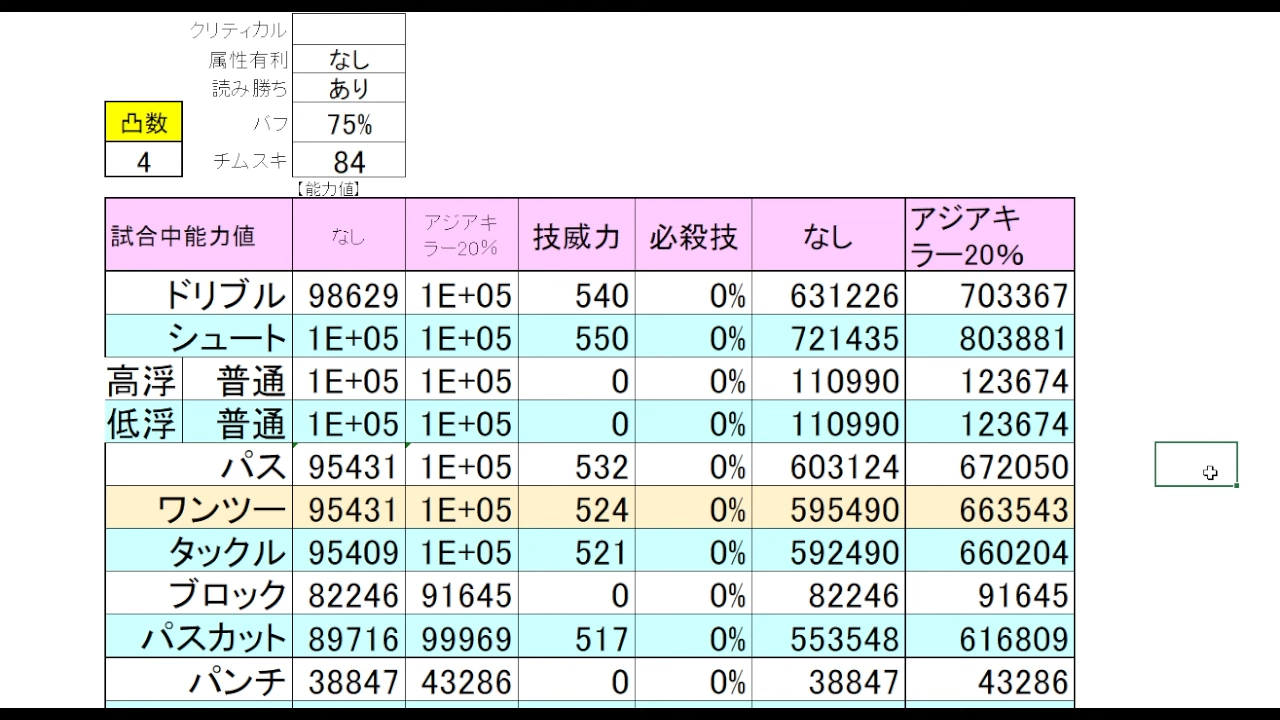 クリティカル
属性有利 なし
読み勝ち あり
凸数 バフ 75%
4 チムスキ 84
【能力値】
試合中能力値 なし アジアキラー20% 技威力 必殺技 なし アジアキラー20%
ドリブル 98629 1E+05 540 0% 631226 703367
シュート 1E+05 1E+05 550 0% 721435 803881
高浮 普通 1E+05 1E+05 0 0% 110990 123674
低浮 普通 1E+05 1E+05 0 0% 110990 123674
パス 95431 1E+05 532 0% 603124 672050
ワンツー 95431 1E+05 524 0% 595490 663543
タックル 95409 1E+05 521 0% 592490 660204
ブロック 82246 91645 0 0% 82246 91645
パスカット 89716 99969 517 0% 553548 616809
パンチ 38847 43286 0 0% 38847 43286